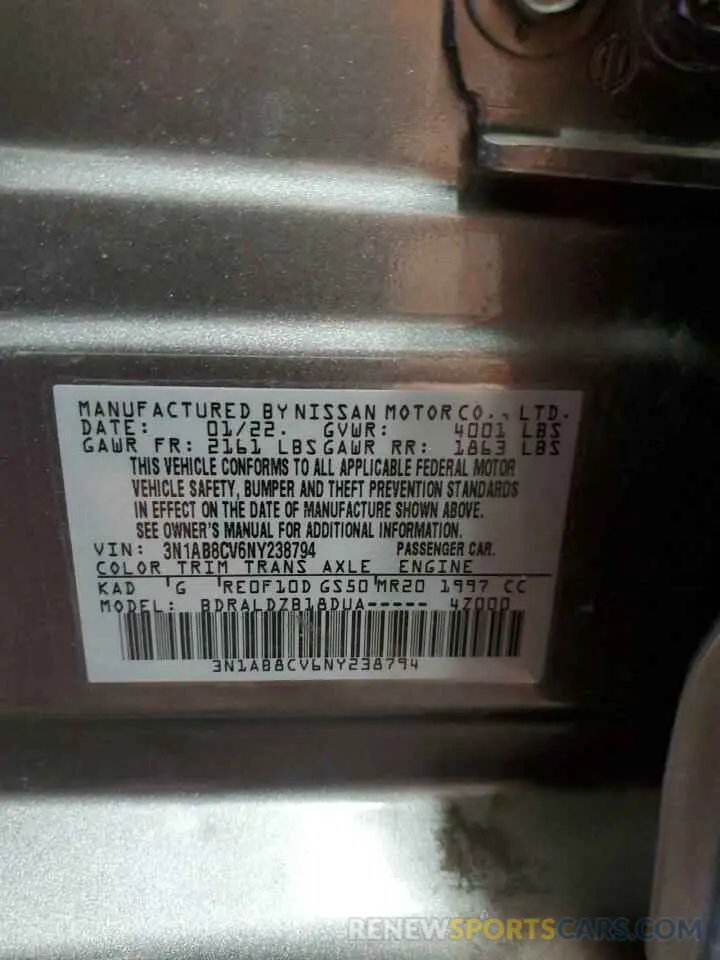 MANUFACTURED BY NISSAN MOTOR CO., LTD.
DATE: 01/22. GVWR: 4001 LBS
GAWR FR: 2161 LBS GAWR RR: 1863 LBS
THIS VEHICLE CONFORMS TO ALL APPLICABLE FEDERAL MOTOR
VEHICLE SAFETY, BUMPER AND THEFT PREVENTION STANDARDS
IN EFFECT ON THE DATE OF MANUFACTURE SHOWN ABOVE.
SEE OWNER'S MANUAL FOR ADDITIONAL INFORMATION.
VIN: 3N1AB8CV6NY238794 PASSENGER CAR.
COLOR TRIM TRANS AXLE ENGINE
KAD G RE0F10D GS50 MR20 1997 CC
MODEL: BDRALDZB18DUA----- 4Z000
3N1AB8CV6NY238794
RENEWSPORTSCARS.COM